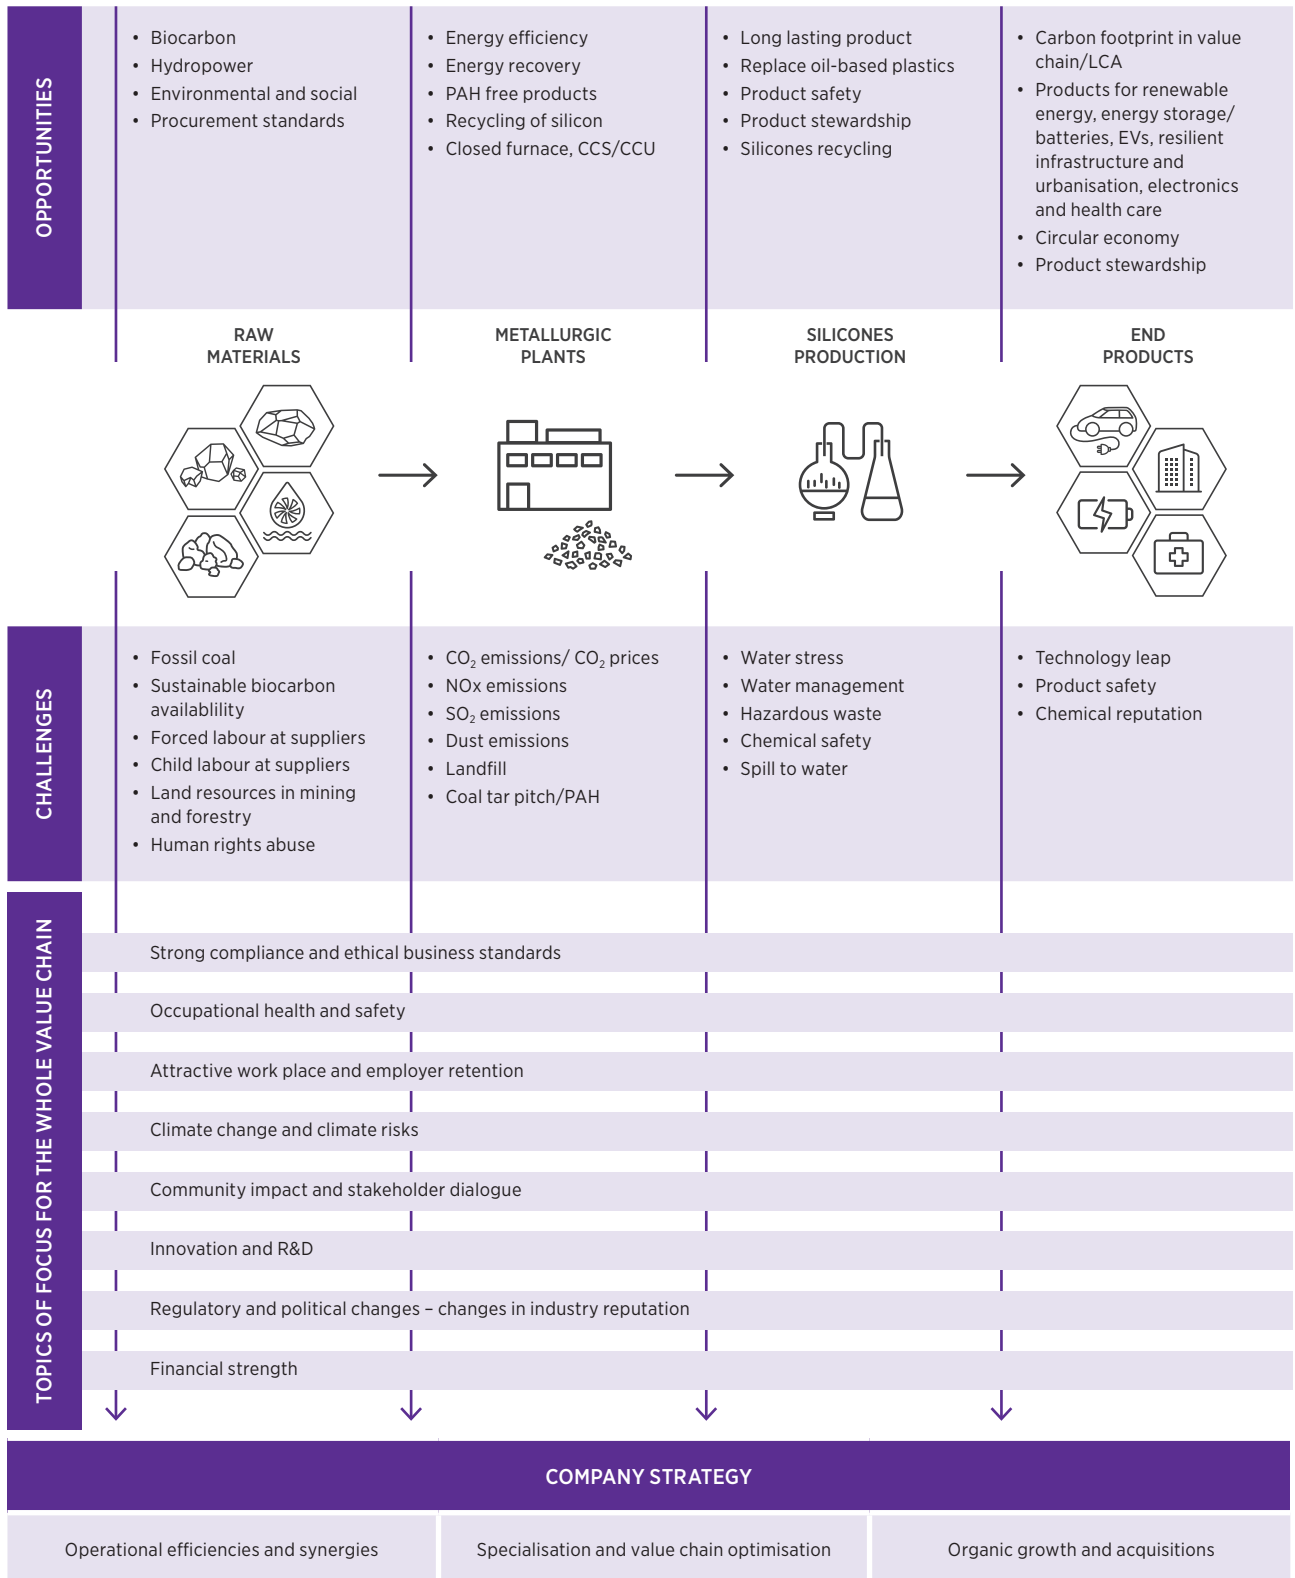 OPPORTUNITIES
• Biocarbon
• Hydropower
• Environmental and social
• Procurement standards
• Energy efficiency
• Energy recovery
• PAH free products
• Recycling of silicon
• Closed furnace, CCS/CCU
• Long lasting product
• Replace oil-based plastics
• Product safety
• Product stewardship
• Silicones recycling
• Carbon footprint in value
chain/LCA
• Products for renewable
energy, energy storage/
batteries, EVs, resilient
infrastructure and
urbanisation, electronics
and health care
• Circular economy
• Product stewardship
RAW
MATERIALS
METALLURGIC
PLANTS
SILICONES
PRODUCTION
END
PRODUCTS
CHALLENGES
• Fossil coal
• Sustainable biocarbon
availablility
• Forced labour at suppliers
• Child labour at suppliers
• Land resources in mining
and forestry
• Human rights abuse
• CO₂ emissions/ CO₂ prices
• NOx emissions
• SO₂ emissions
• Dust emissions
• Landfill
• Coal tar pitch/PAH
• Water stress
• Water management
• Hazardous waste
• Chemical safety
• Spill to water
• Technology leap
• Product safety
• Chemical reputation
TOPICS OF FOCUS FOR THE WHOLE VALUE CHAIN
Strong compliance and ethical business standards
Occupational health and safety
Attractive work place and employer retention
Climate change and climate risks
Community impact and stakeholder dialogue
Innovation and R&D
Regulatory and political changes – changes in industry reputation
Financial strength
COMPANY STRATEGY
Operational efficiencies and synergies
Specialisation and value chain optimisation
Organic growth and acquisitions